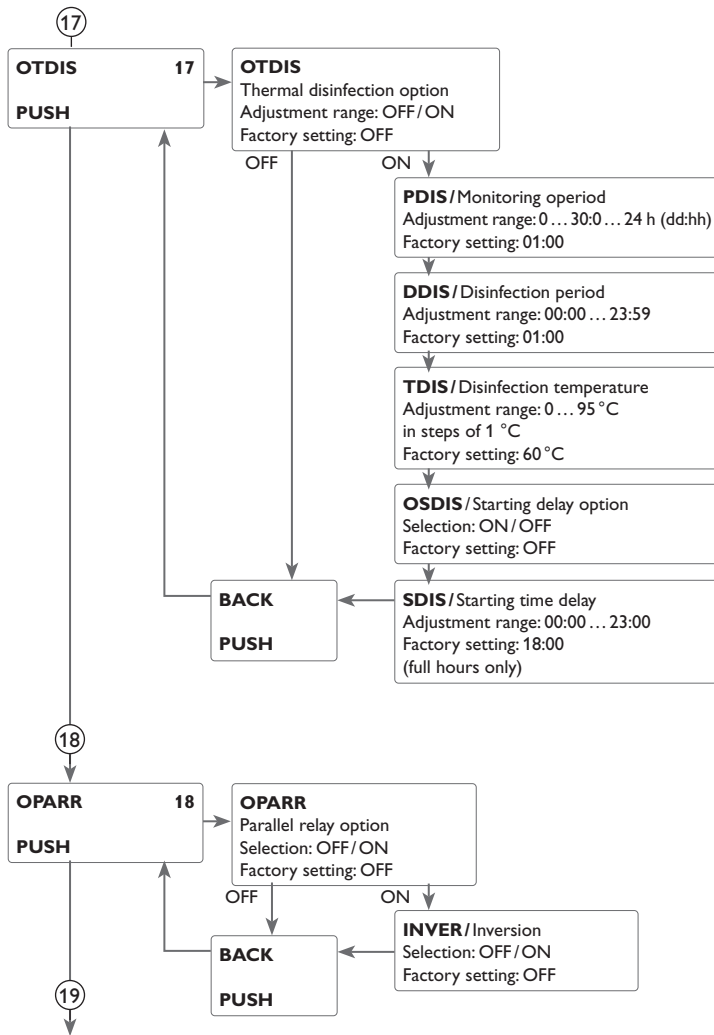 17
OTDIS 17
PUSH
OTDIS
Thermal disinfection option
Adjustment range: OFF/ON
Factory setting: OFF
OFF
ON
PDIS/Monitoring operiod
Adjustment range: 0 … 30:0 … 24 h (dd:hh)
Factory setting: 01:00
DDIS/Disinfection period
Adjustment range: 00:00 … 23:59
Factory setting: 01:00
TDIS/Disinfection temperature
Adjustment range: 0 … 95 °C
in steps of 1 °C
Factory setting: 60 °C
OSDIS/Starting delay option
Selection: ON/OFF
Factory setting: OFF
SDIS/Starting time delay
Adjustment range: 00:00 … 23:00
Factory setting: 18:00
(full hours only)
BACK
PUSH
18
OPARR 18
PUSH
OPARR
Parallel relay option
Selection: OFF/ON
Factory setting: OFF
OFF
ON
INVER/Inversion
Selection: OFF/ON
Factory setting: OFF
BACK
PUSH
19